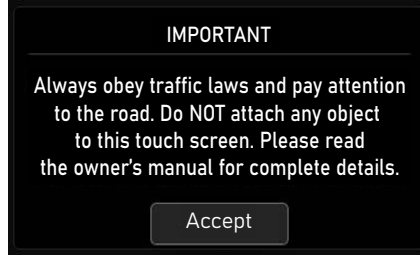 IMPORTANT
Always obey traffic laws and pay attention
to the road. Do NOT attach any object
to this touch screen. Please read
the owner's manual for complete details.
Accept